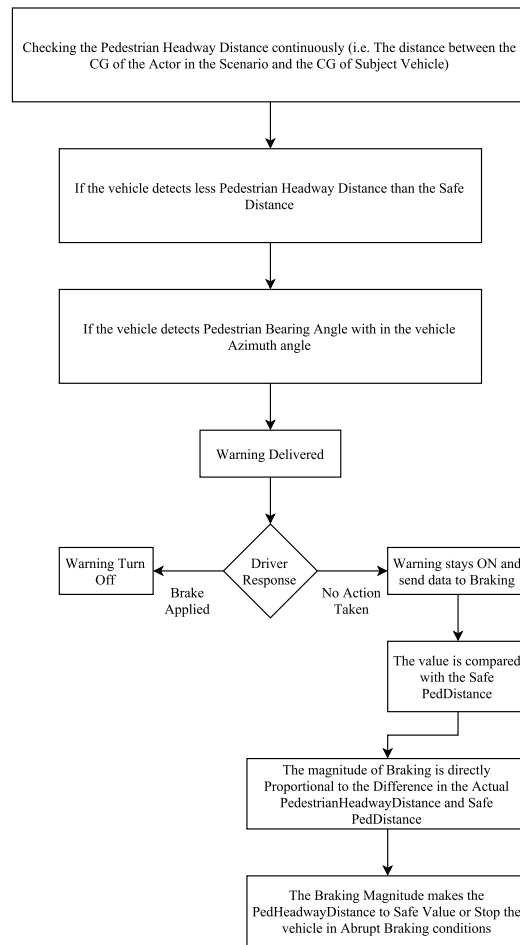 Checking the Pedestrian Headway Distance continuously (i.e. The distance between the
CG of the Actor in the Scenario and the CG of Subject Vehicle)
If the vehicle detects less Pedestrian Headway Distance than the Safe
Distance
If the vehicle detects Pedestrian Bearing Angle with in the vehicle
Azimuth angle
Warning Delivered
Driver
Response
Warning Turn
Off
Brake
Applied
No Action
Taken
Warning stays ON and
send data to Braking
The value is compared
with the Safe
PedDistance
The magnitude of Braking is directly
Proportional to the Difference in the Actual
PedestrianHeadwayDistance and Safe
PedDistance
The Braking Magnitude makes the
PedHeadwayDistance to Safe Value or Stop the
vehicle in Abrupt Braking conditions